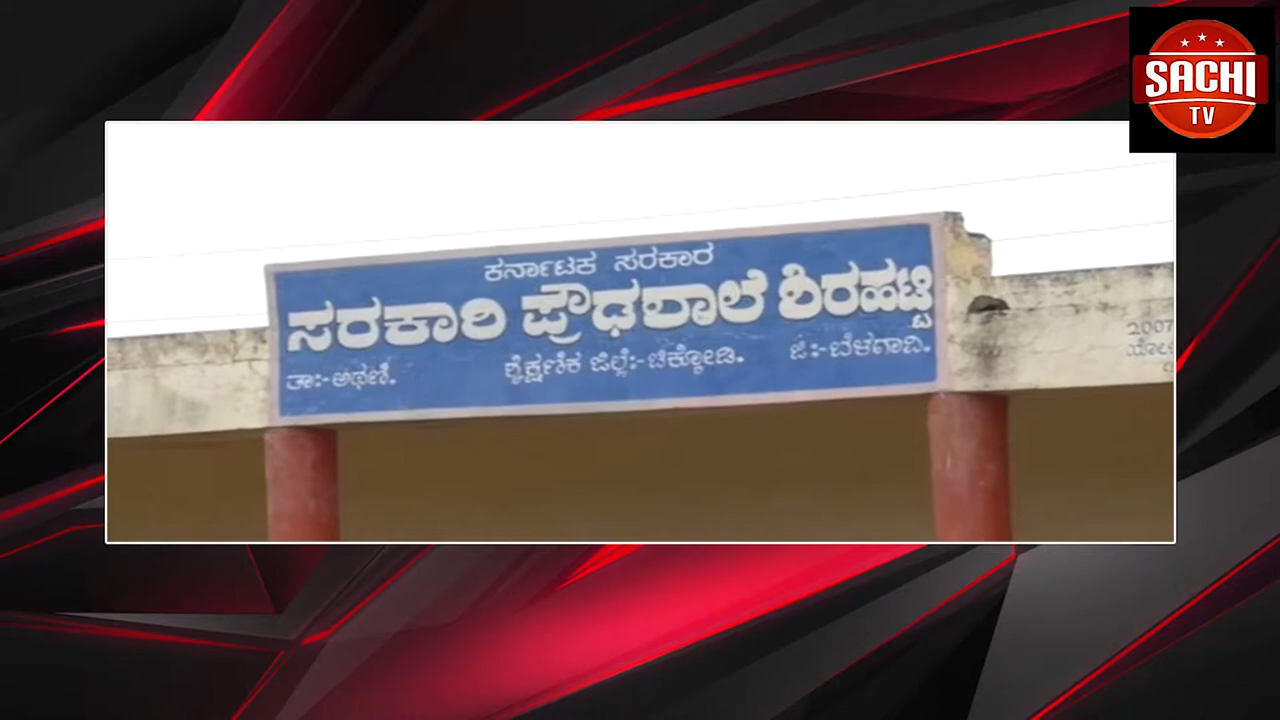 SACHI
TV
ಕರ್ನಾಟಕ ಸರಕಾರ
ಸರಕಾರಿ ಪ್ರೌಢಶಾಲೆ ಶಿರಹಟ್ಟಿ
ತಾ:-ಅಥಣಿ. ಶೈಕ್ಷಣಿಕ ಜಿಲ್ಲೆ:-ಚಿಕ್ಕೋಡಿ. ಜಿ:-ಬೆಳಗಾವಿ.
2007